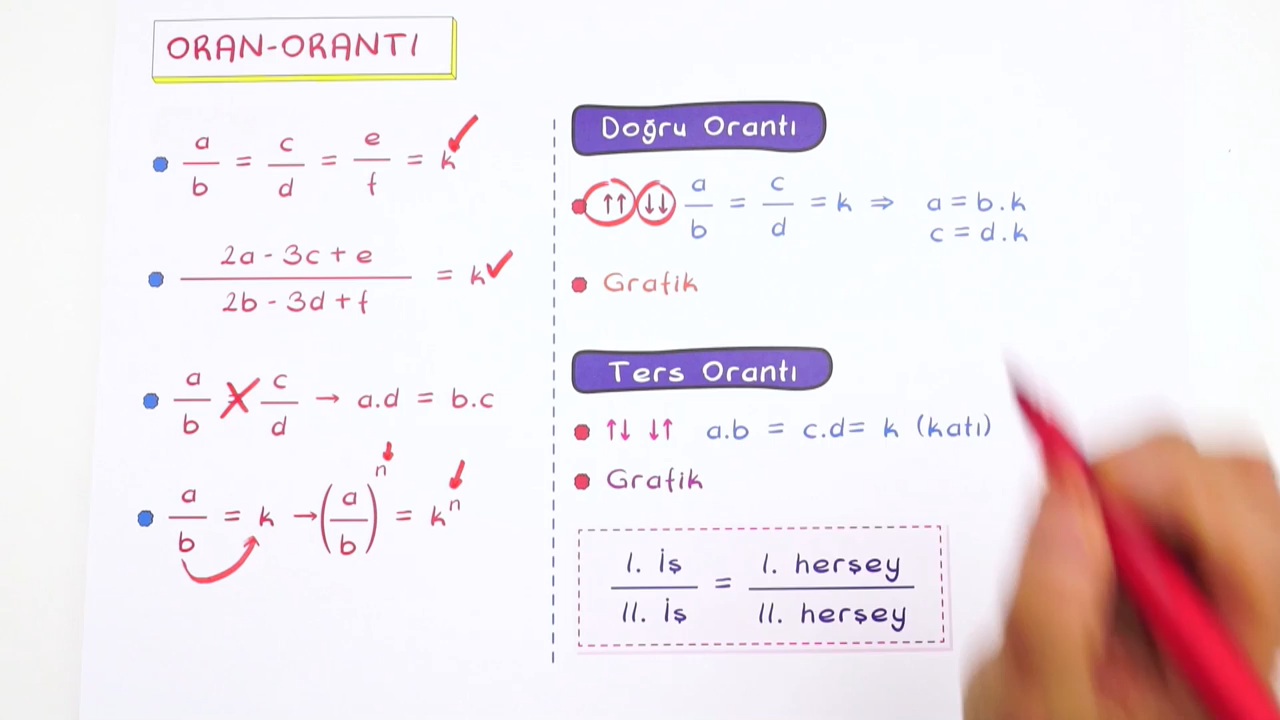 ORAN-ORANTI
a/b = c/d = e/f = k
(2a - 3c + e)/(2b - 3d + f) = k
a/b × c/d → a.d = b.c
a/b = k → (a/b)ⁿ = kⁿ
Doğru Orantı
↑↑ ↓↓ a/b = c/d = k ⇒ a = b.k
c = d.k
Grafik
Ters Orantı
↑↓ ↓↑ a.b = c.d= k (katı)
Grafik
I. İş / II. İş = I. herşey / II. herşey